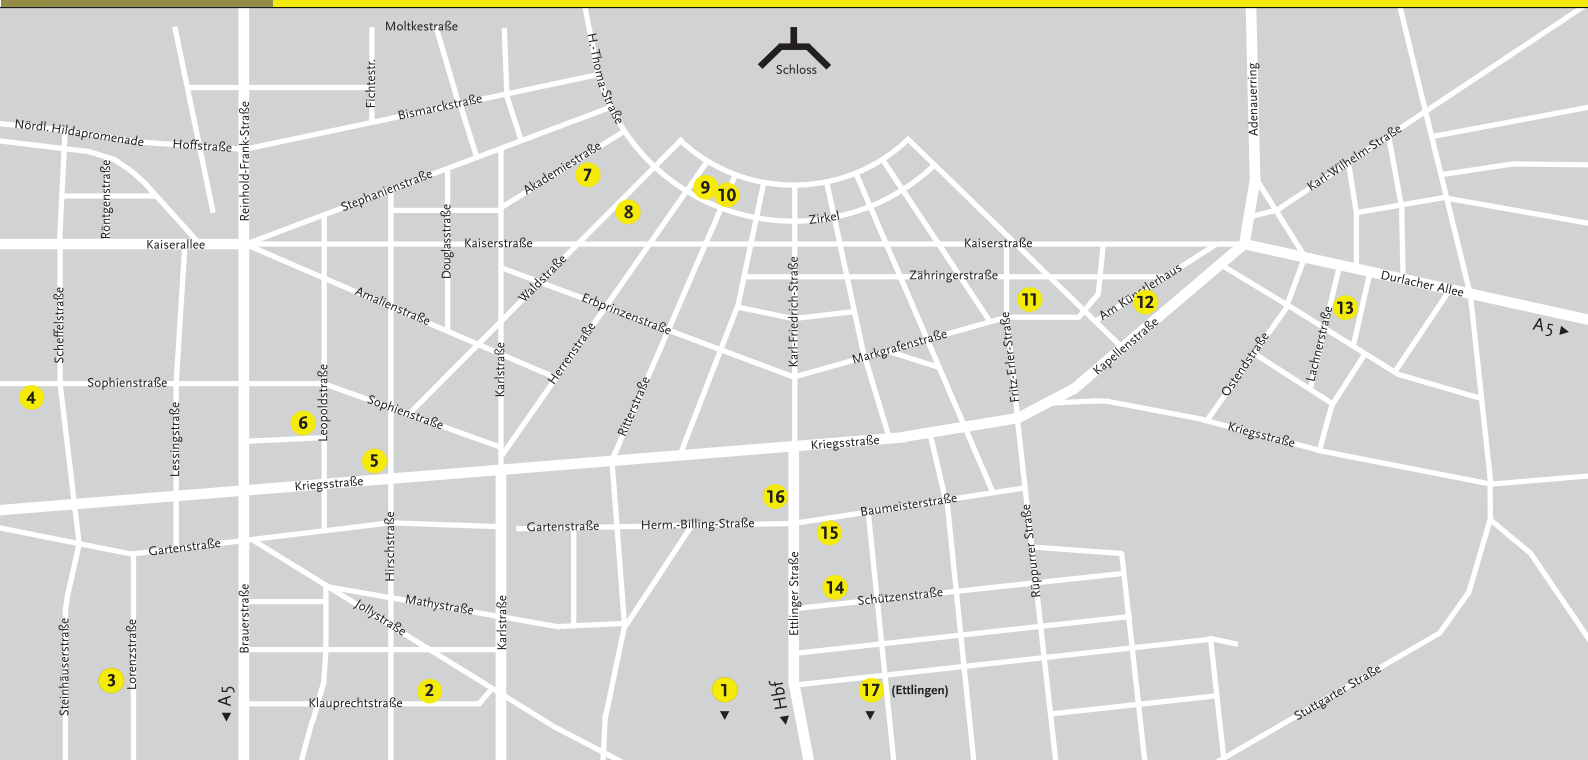 Moltkestraße
H.-Thoma-Straße
Schloss
Fichtestr.
Bismarckstraße
Adenauerring
Nördl. Hildapromenade
Hoffstraße
Reinhold-Frank-Straße
Karl-Wilhelm-Straße
Röntgenstraße
Stephanienstraße
Akademiestraße
7
9
10
8
Douglasstraße
Zirkel
Kaiserallee
Kaiserstraße
Kaiserstraße
Waldstraße
Zähringerstraße
Am Künstlerhaus
Durlacher Allee
Amalienstraße
Erbprinzenstraße
Karl-Friedrich-Straße
11
12
13
A5
Scheffelstraße
Herrenstraße
Markgrafenstraße
Fritz-Erler-Straße
Kapellenstraße
Ostendstraße
Lachnerstraße
Karlstraße
Sophienstraße
4
Lessingstraße
6
Leopoldstraße
Sophienstraße
Ritterstraße
5
Kriegsstraße
Kriegsstraße
Kriegsstraße
16
Baumeisterstraße
Gartenstraße
Hirschstraße
Gartenstraße
Herm.-Billing-Straße
15
Rüppurrer Straße
Ettlinger Straße
14
Schützenstraße
Brauerstraße
Mathystraße
Jollystraße
Karlstraße
Steinhäuserstraße
3
Lorenzstraße
A5
Klauprechtstraße
2
1
Hbf
17 (Ettlingen)
Stuttgarter Straße